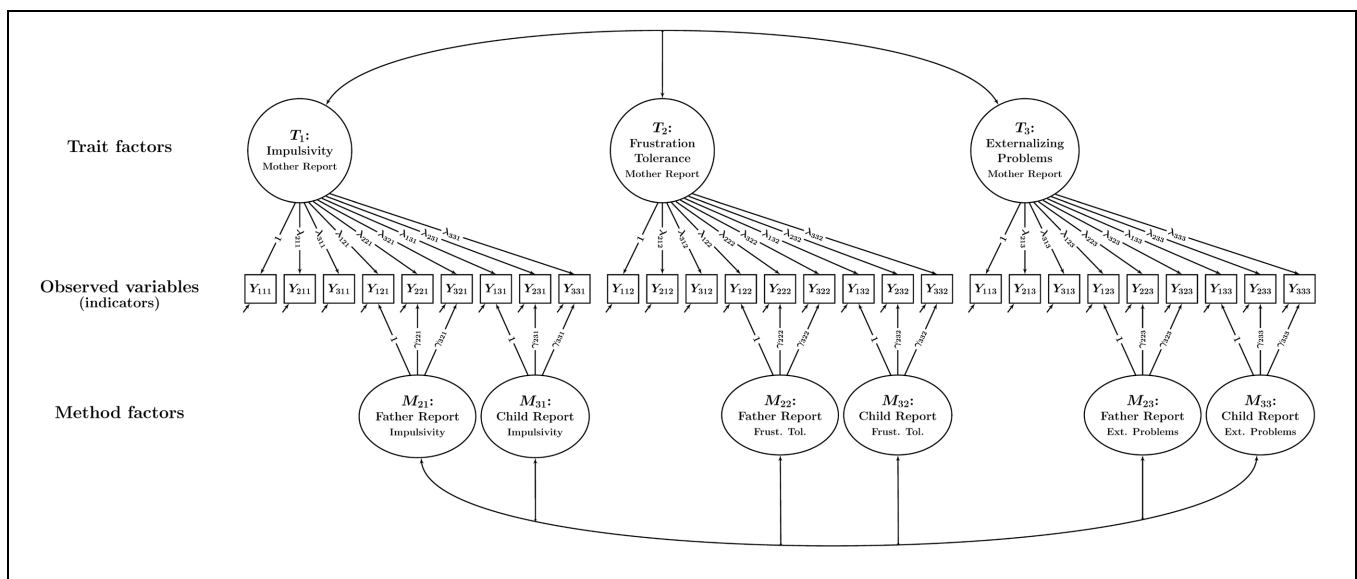 T₁:
Impulsivity
Mother Report
T₂:
Frustration
Tolerance
Mother Report
T₃:
Externalizing
Problems
Mother Report
Trait factors
1 λ₂₁₁ λ₃₁₁ λ₁₂₁ λ₂₂₁ λ₃₂₁ λ₁₃₁ λ₂₃₁ λ₃₃₁
1 λ₂₁₂ λ₃₁₂ λ₁₂₂ λ₂₂₂ λ₃₂₂ λ₁₃₂ λ₂₃₂ λ₃₃₂
1 λ₂₁₃ λ₃₁₃ λ₁₂₃ λ₂₂₃ λ₃₂₃ λ₁₃₃ λ₂₃₃ λ₃₃₃
Observed variables
(indicators)
Y₁₁₁ Y₂₁₁ Y₃₁₁ Y₁₂₁ Y₂₂₁ Y₃₂₁ Y₁₃₁ Y₂₃₁ Y₃₃₁
Y₁₁₂ Y₂₁₂ Y₃₁₂ Y₁₂₂ Y₂₂₂ Y₃₂₂ Y₁₃₂ Y₂₃₂ Y₃₃₂
Y₁₁₃ Y₂₁₃ Y₃₁₃ Y₁₂₃ Y₂₂₃ Y₃₂₃ Y₁₃₃ Y₂₃₃ Y₃₃₃
1 γ₂₂₁ γ₃₂₁ 1 γ₂₃₁ γ₃₃₁
1 γ₂₂₂ γ₃₂₂ 1 γ₂₃₂ γ₃₃₂
1 γ₂₂₃ γ₃₂₃ 1 γ₂₃₃ γ₃₃₃
Method factors
M₂₁:
Father Report
Impulsivity
M₃₁:
Child Report
Impulsivity
M₂₂:
Father Report
Frust. Tol.
M₃₂:
Child Report
Frust. Tol.
M₂₃:
Father Report
Ext. Problems
M₃₃:
Child Report
Ext. Problems